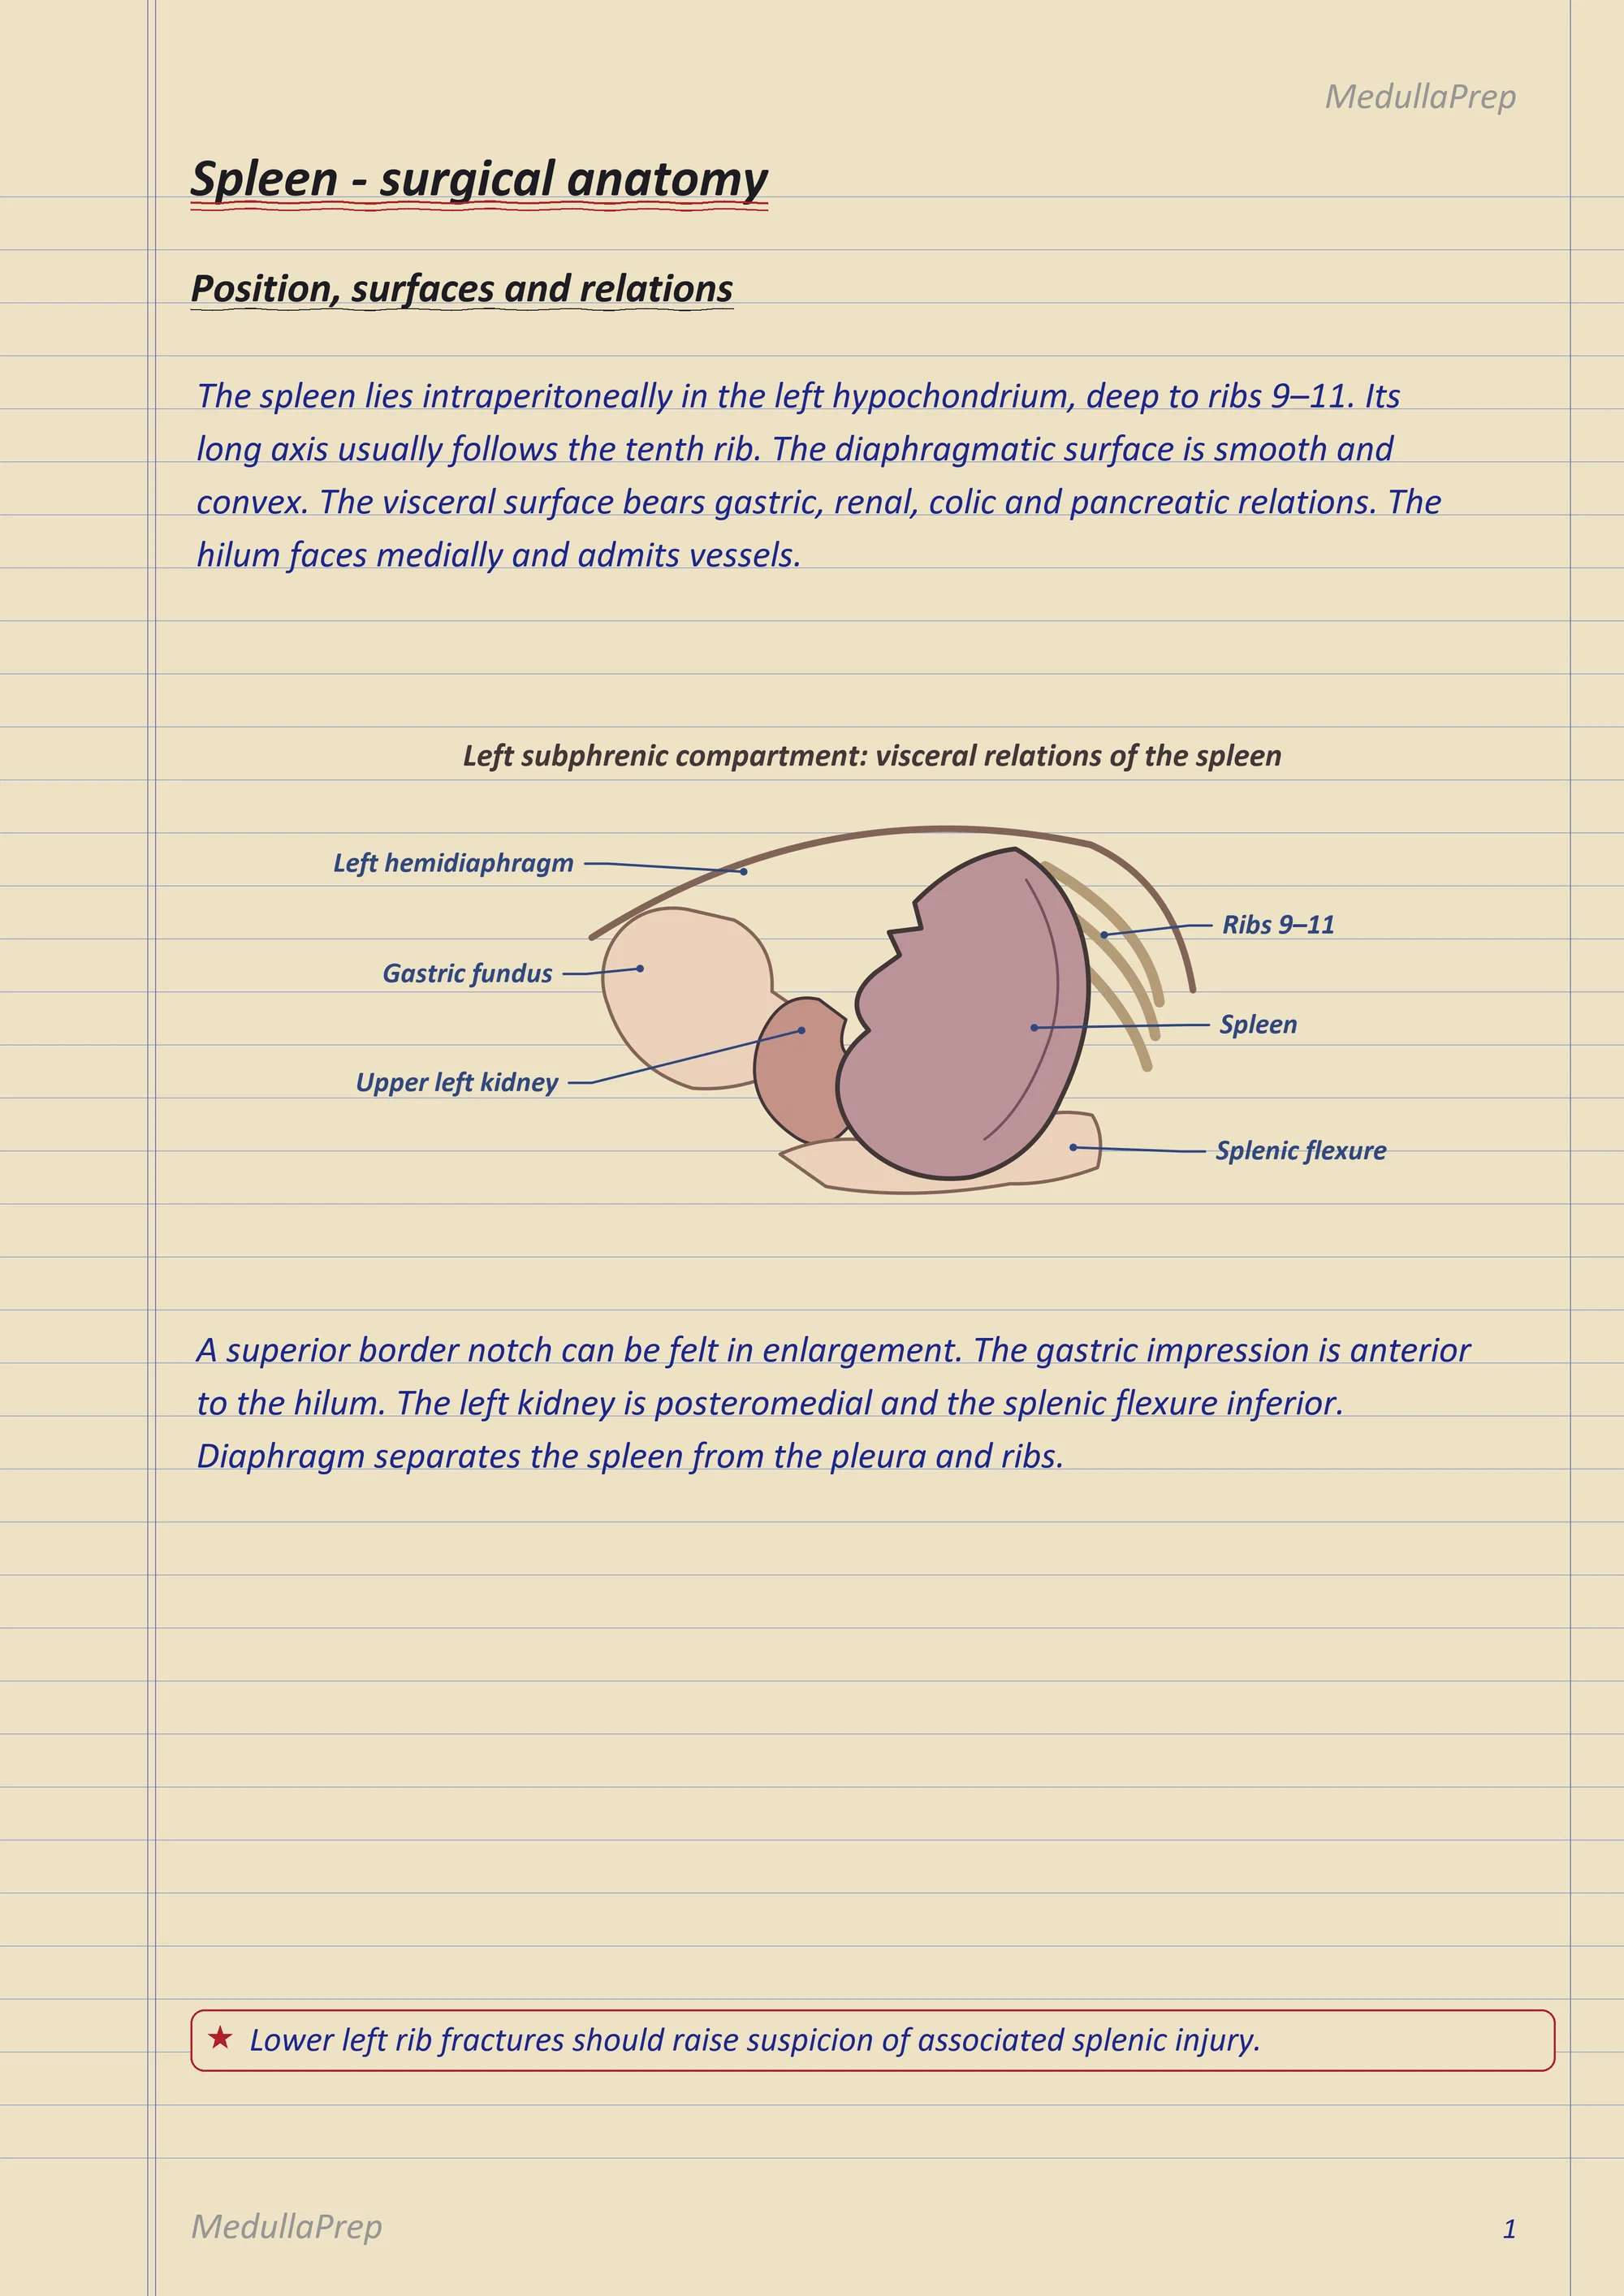 MedullaPrep
Spleen - surgical anatomy
Position, surfaces and relations
The spleen lies intraperitoneally in the left hypochondrium, deep to ribs 9–11. Its
long axis usually follows the tenth rib. The diaphragmatic surface is smooth and
convex. The visceral surface bears gastric, renal, colic and pancreatic relations. The
hilum faces medially and admits vessels.
Left subphrenic compartment: visceral relations of the spleen
Left hemidiaphragm
Ribs 9–11
Gastric fundus
Spleen
Upper left kidney
Splenic flexure
A superior border notch can be felt in enlargement. The gastric impression is anterior
to the hilum. The left kidney is posteromedial and the splenic flexure inferior.
Diaphragm separates the spleen from the pleura and ribs.
★ Lower left rib fractures should raise suspicion of associated splenic injury.
MedullaPrep
1